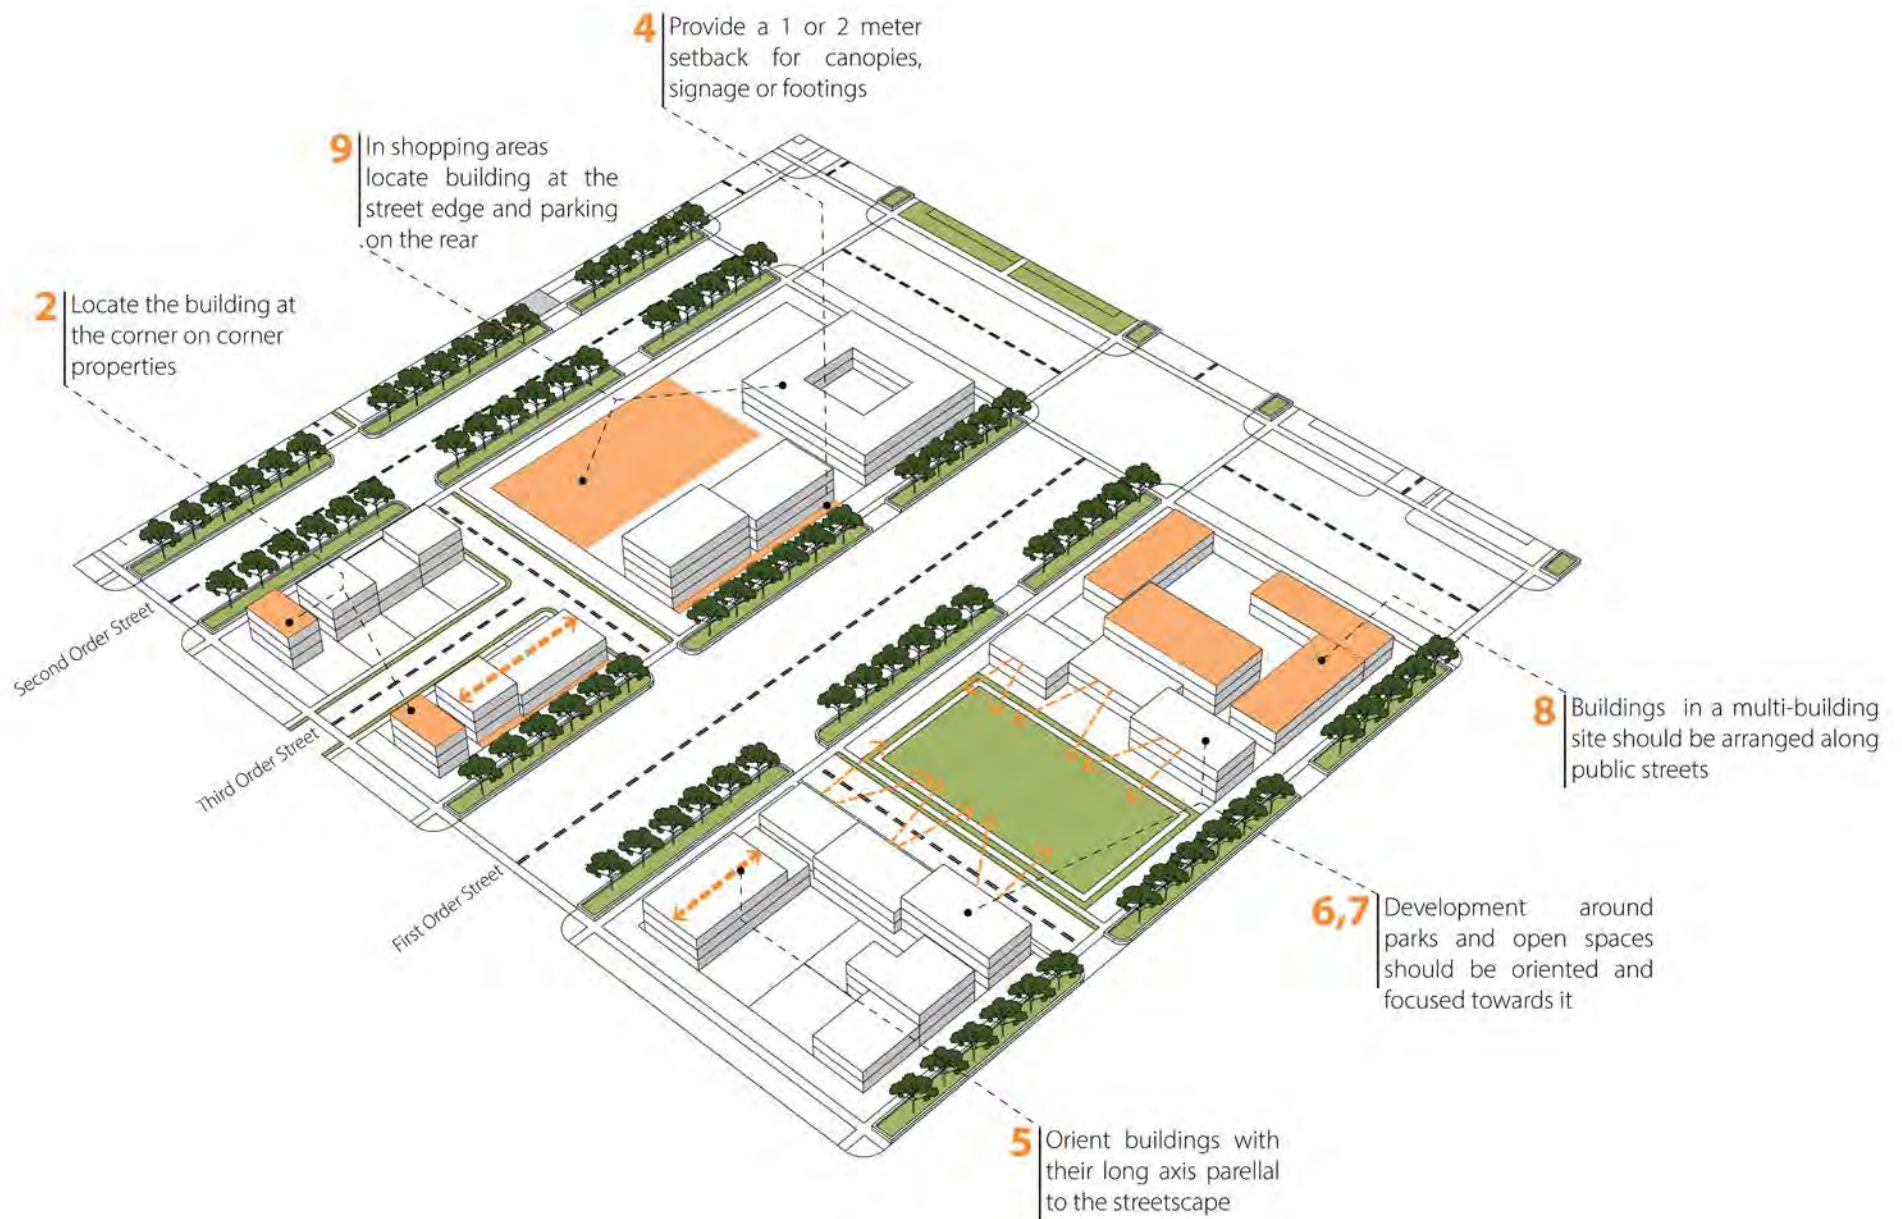 4
Provide a 1 or 2 meter
setback for canopies,
signage or footings
9
In shopping areas
locate building at the
street edge and parking
.on the rear
2
Locate the building at
the corner on corner
properties
Second Order Street
Third Order Street
First Order Street
8
Buildings in a multi-building
site should be arranged along
public streets
6,7
Development around
parks and open spaces
should be oriented and
focused towards it
5
Orient buildings with
their long axis parellal
to the streetscape